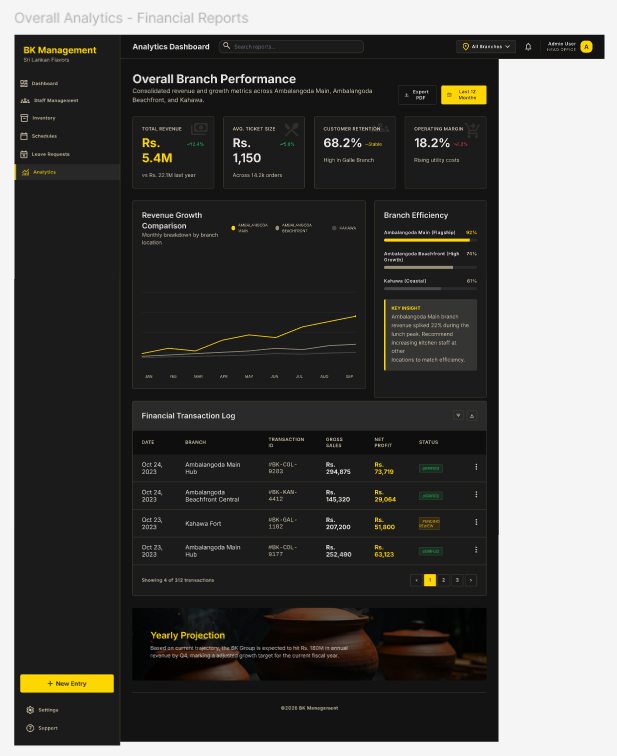 Overall Analytics - Financial Reports
BK Management
Sri Lankan Flavors
Dashboard
Staff Management
Inventory
Schedules
Leave Requests
Analytics
+ New Entry
Settings
Support
Analytics Dashboard
Search reports...
All Branches
Admin User
HEAD OFFICE
A
Overall Branch Performance
Consolidated revenue and growth metrics across Ambalangoda Main, Ambalangoda
Beachfront, and Kahawa.
Export
PDF
Last 12
Months
TOTAL REVENUE
Rs.
5.4M
+12.4%
vs Rs. 22.1M last year
AVG. TICKET SIZE
Rs.
1,150
Across 14.2k orders
CUSTOMER RETENTION
68.2%
Stable
High in Galle Branch
OPERATING MARGIN
18.2%
Rising utility costs
Revenue Growth
Comparison
Monthly breakdown by branch
location
AMBALANGODA
MAIN
AMBALANGODA
BEACHFRONT
KAHAWA
JAN
FEB
MAR
APR
MAY
JUN
JUL
AUG
SEP
Branch Efficiency
Ambalangoda Main (Flagship) 92%
Ambalangoda Beachfront (High
Growth)
74%
Kahawa (Coastal) 61%
KEY INSIGHT
Ambalangoda Main branch
revenue spiked 22% during the
lunch peak. Recommend
increasing kitchen staff at
other
locations to match efficiency.
Financial Transaction Log
DATE
BRANCH
TRANSACTION
ID
GROSS
SALES
NET
PROFIT
STATUS
Oct 24,
2023
Ambalangoda Main
Hub
#BK-COL-
9283
Rs.
294,875
Rs.
73,719
VERIFIED
Oct 24,
2023
Ambalangoda
Beachfront Central
#BK-KAN-
4412
Rs.
145,320
Rs.
29,064
VERIFIED
Oct 23,
2023
Kahawa Fort
#BK-GAL-
1102
Rs.
207,200
Rs.
51,800
PENDING
REVIEW
Oct 23,
2023
Ambalangoda Main
Hub
#BK-COL-
9177
Rs.
252,490
Rs.
63,123
VERIFIED
Showing 4 of 312 transactions
‹ 1 2 3 ›
Yearly Projection
Based on current trajectory, the BK Group is expected to hit Rs. 180M in annual
revenue by Q4, marking a adjusted growth target for the current fiscal year.
©2026 BK Management